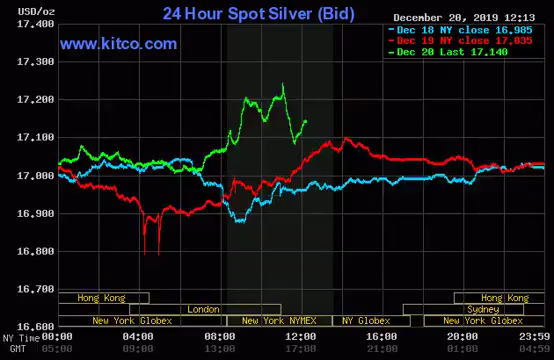 USD/oz
24 Hour Spot Silver (Bid)
December 20, 2019 12:13
www.kitco.com
Dec 18 NY close 16.985
Dec 19 NY close 17.035
Dec 20 Last 17.140
17.400
17.300
17.200
17.100
17.000
16.900
16.800
16.700
16.600
Hong Kong
Hong Kong
London
Sydney
New York Globex
New York NYMEX
NY Globex
New York Globex
NY Time 00:00 04:00 08:00 12:00 16:00 20:00 23:59
GMT 05:00 09:00 13:00 17:00 21:00 01:00 04:59